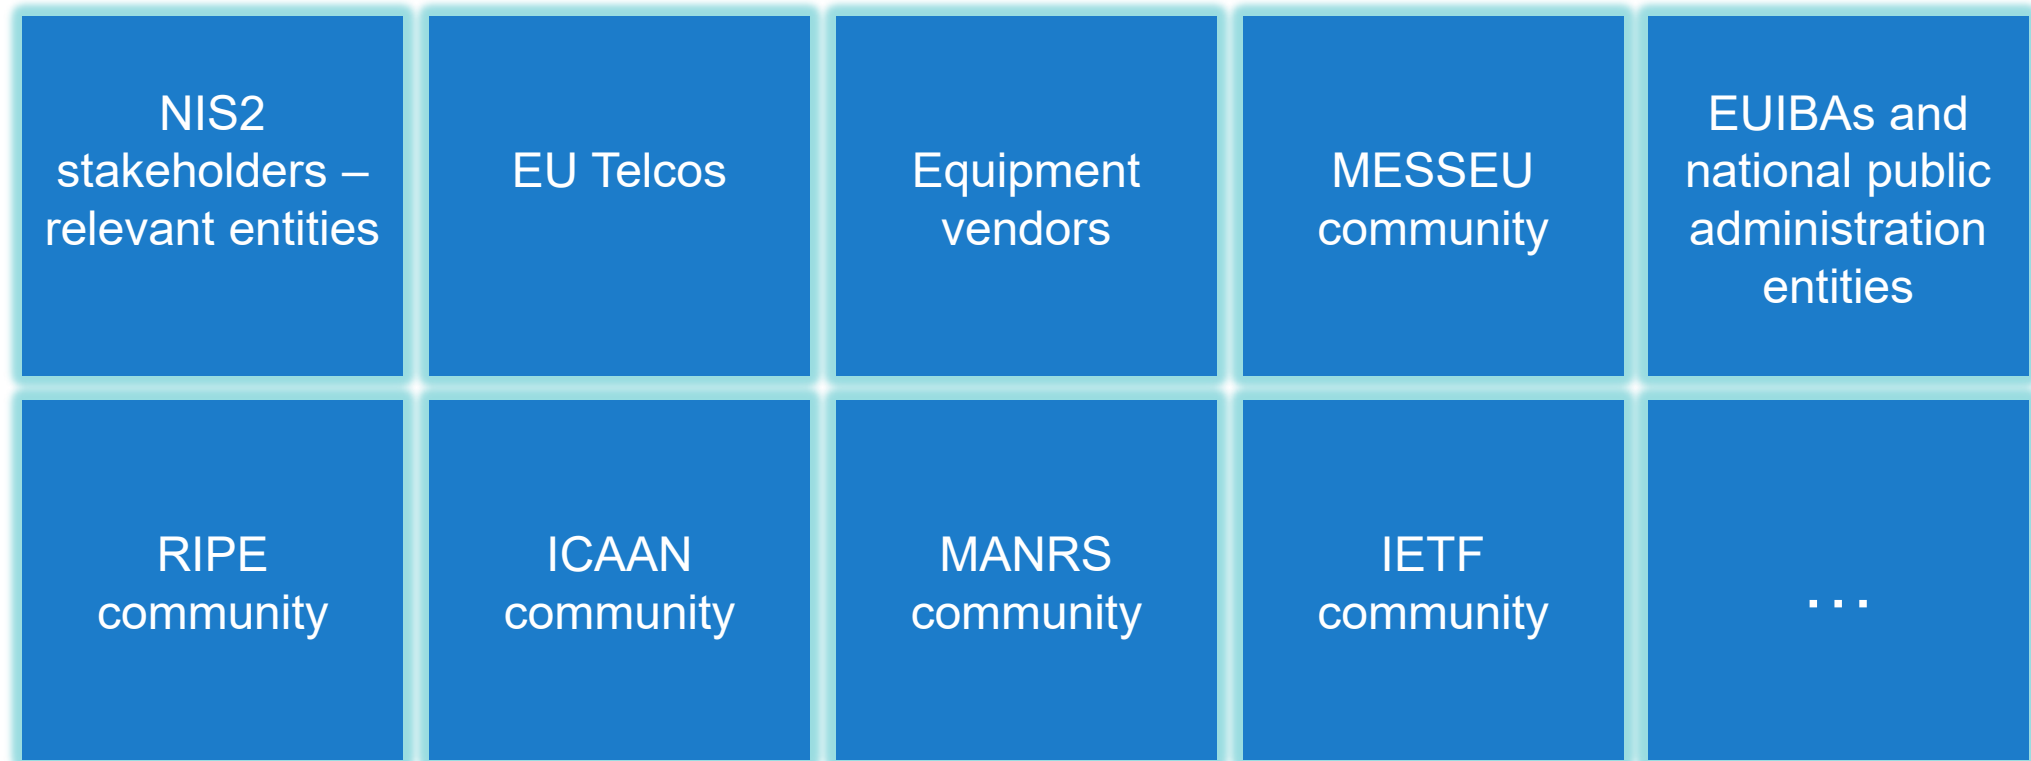 NIS2
stakeholders –
relevant entities
EU Telcos
Equipment
vendors
MESSEU
community
EUIBAs and
national public
administration
entities
RIPE
community
ICAAN
community
MANRS
community
IETF
community
...